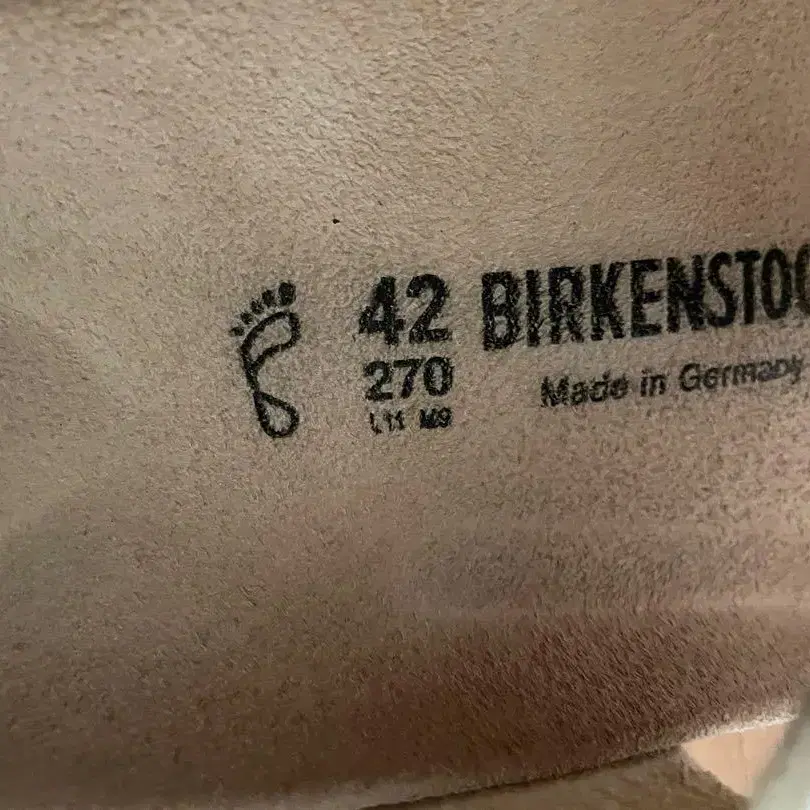 42 BIRKENSTOC
270 Made in Germany
L11 M9